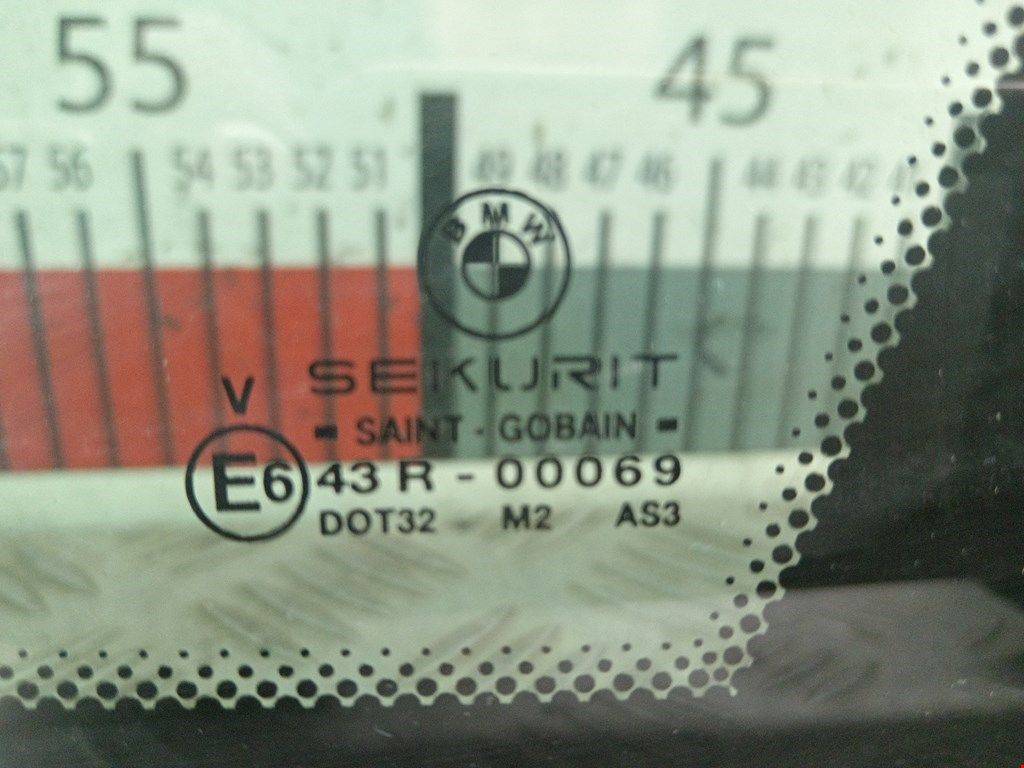 55 45
57 56 54 53 52 51 49 48 47 46 44 43 42
BMW
SEKURIT
V
SAINT-GOBAIN
E6 43 R - 00069
DOT32 M2 AS3